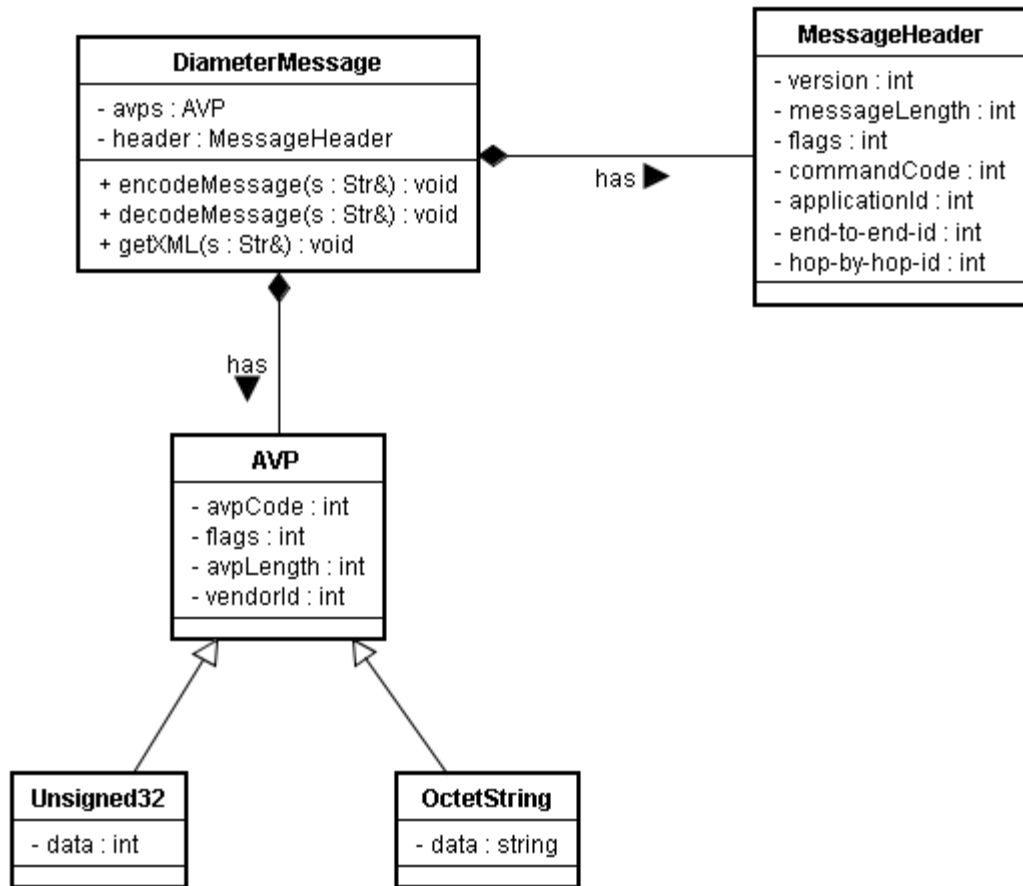 DiameterMessage
- avps : AVP
- header : MessageHeader
+ encodeMessage(s : Str&) : void
+ decodeMessage(s : Str&) : void
+ getXML(s : Str&) : void
has
MessageHeader
- version : int
- messageLength : int
- flags : int
- commandCode : int
- applicationId : int
- end-to-end-id : int
- hop-by-hop-id : int
has
AVP
- avpCode : int
- flags : int
- avpLength : int
- vendorId : int
Unsigned32
- data : int
OctetString
- data : string